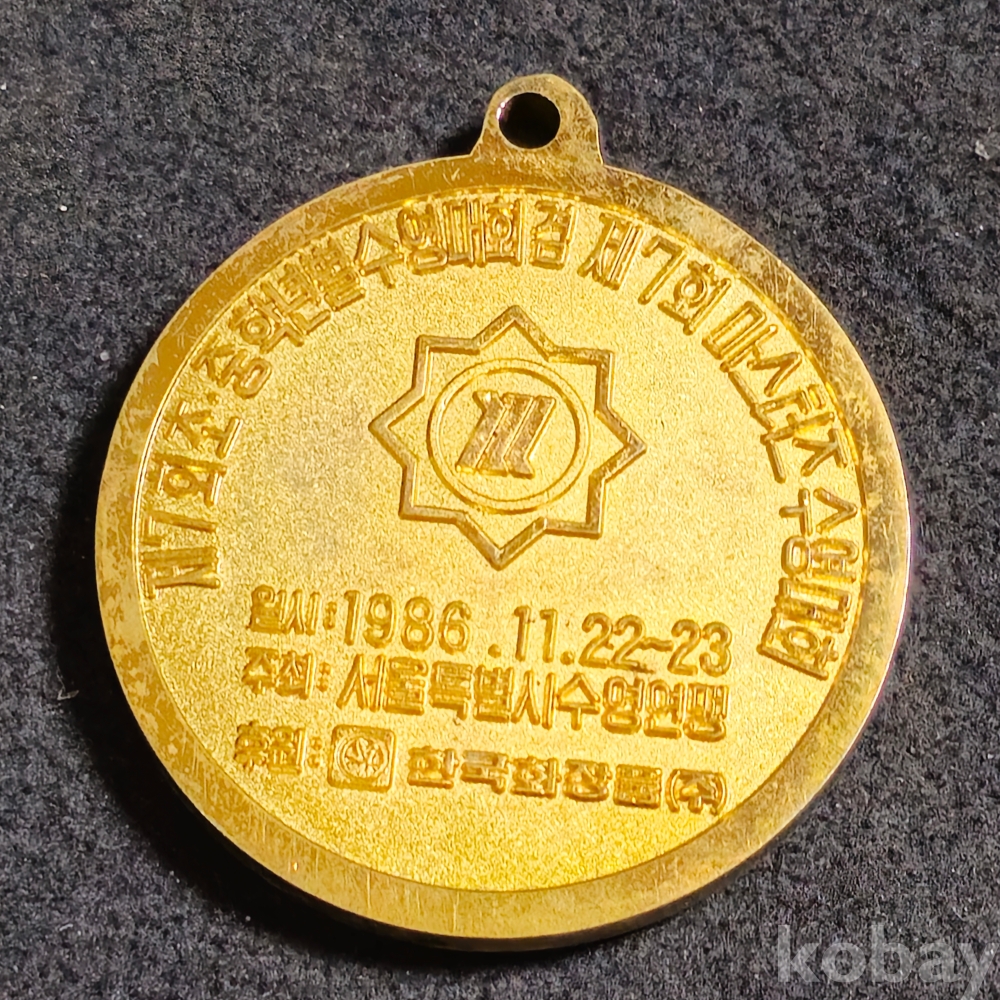 제7회 초·중 학년별 수영대회 겸 제7회 마스터즈 수영대회
일시: 1986.11.22~23
주최: 서울특별시수영연맹
후원: 한국화장품(주)
kobay